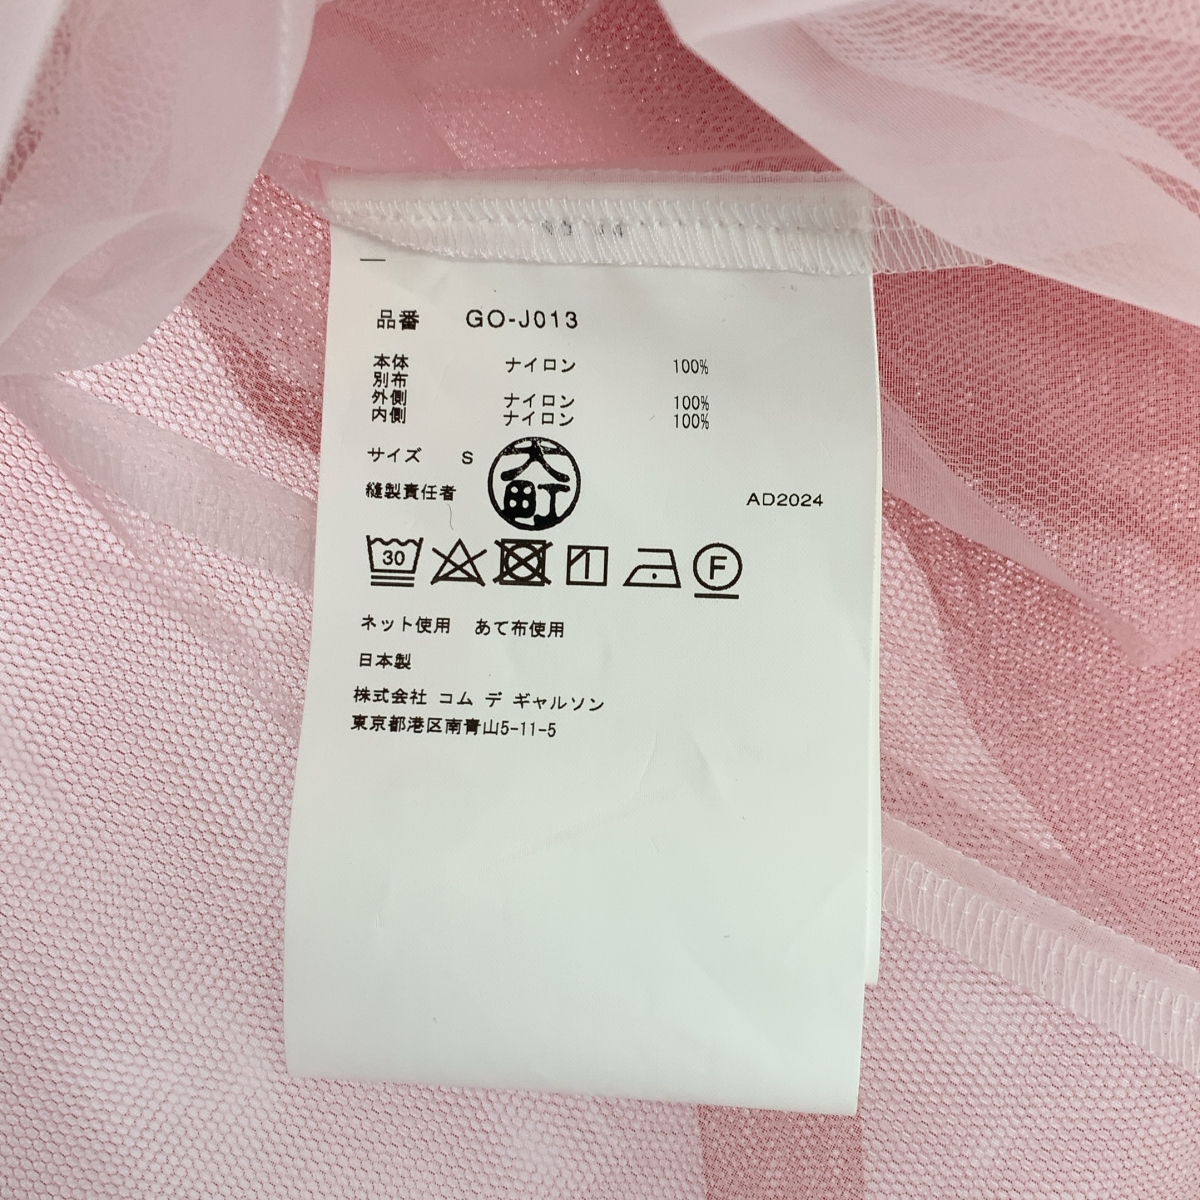 品番 GO-J013
本体 ナイロン 100%
別布
外側 ナイロン 100%
内側 ナイロン 100%
サイズ S
大町
縫製責任者 AD2024
30 F
ネット使用 あて布使用
日本製
株式会社 コム デ ギャルソン
東京都港区南青山5-11-5